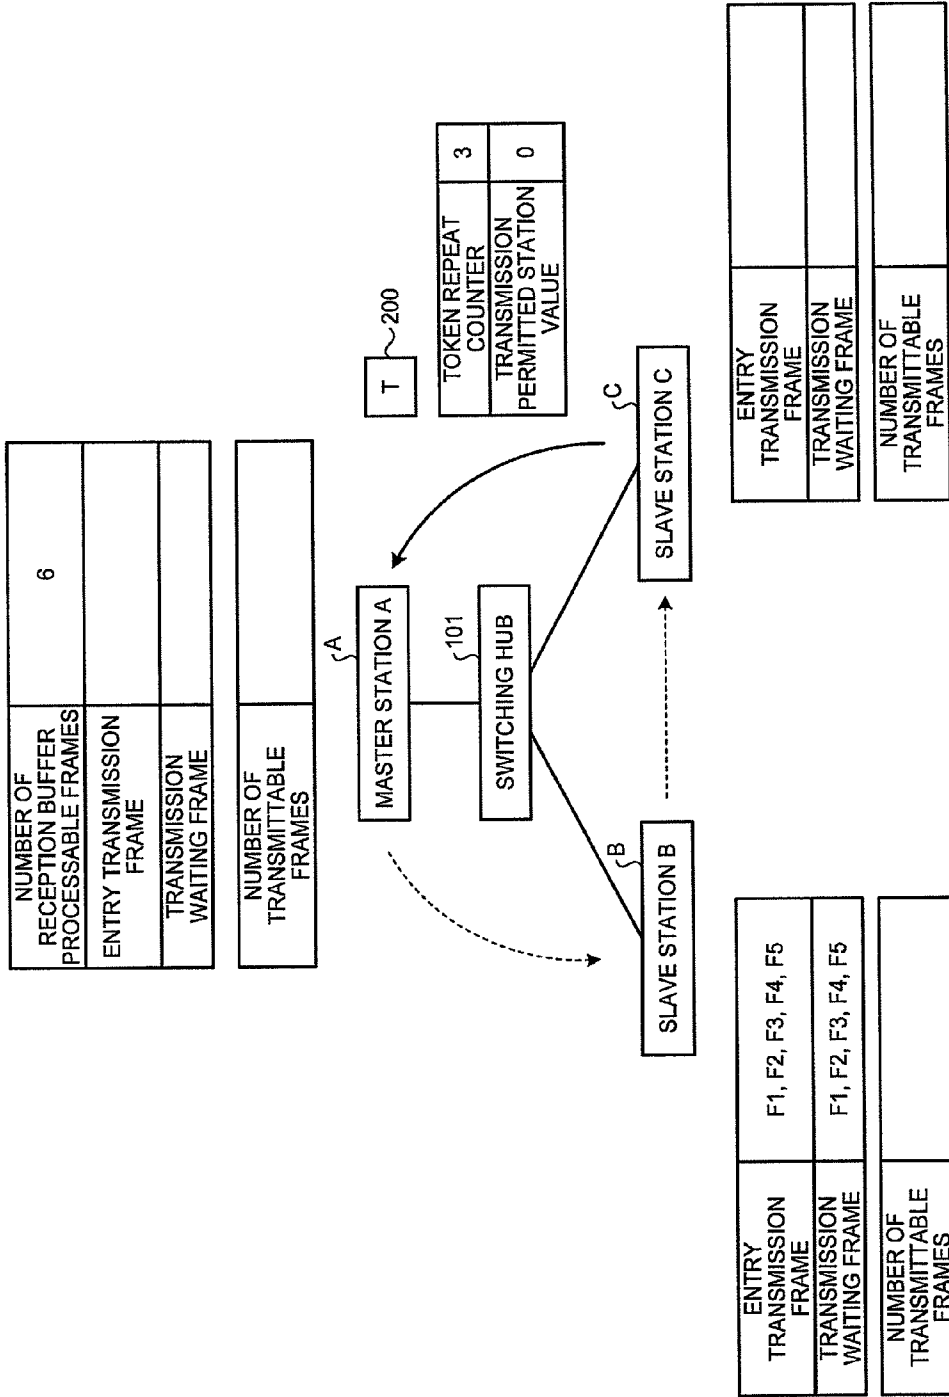 NUMBER OF
RECEPTION BUFFER
PROCESSABLE FRAMES
6
ENTRY TRANSMISSION
FRAME
TRANSMISSION
WAITING FRAME
NUMBER OF
TRANSMITTABLE
FRAMES
A
MASTER STATION A
T
200
TOKEN REPEAT
COUNTER
3
TRANSMISSION
PERMITTED STATION
VALUE
0
101
SWITCHING HUB
B
SLAVE STATION B
C
SLAVE STATION C
ENTRY
TRANSMISSION
FRAME
F1, F2, F3, F4, F5
TRANSMISSION
WAITING FRAME
F1, F2, F3, F4, F5
NUMBER OF
TRANSMITTABLE
FRAMES
ENTRY
TRANSMISSION
FRAME
TRANSMISSION
WAITING FRAME
NUMBER OF
TRANSMITTABLE
FRAMES